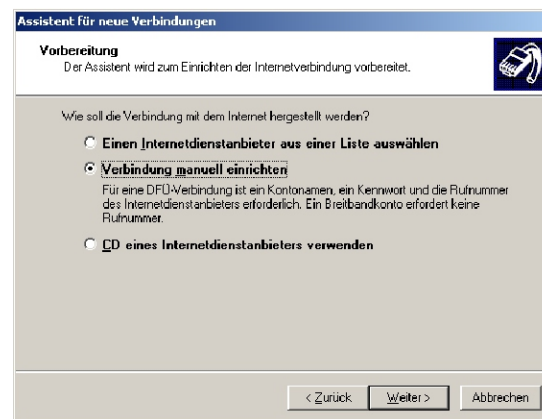 Assistent für neue Verbindungen
Vorbereitung
Der Assistent wird zum Einrichten der Internetverbindung vorbereitet.
Wie soll die Verbindung mit dem Internet hergestellt werden?
Einen Internetdienstanbieter aus einer Liste auswählen
Verbindung manuell einrichten
Für eine DFÜ-Verbindung ist ein Kontonamen, ein Kennwort und die Rufnummer
des Internetdienstanbieters erforderlich. Ein Breitbandkonto erfordert keine
Rufnummer.
CD eines Internetdienstanbieters verwenden
< Zurück Weiter > Abbrechen